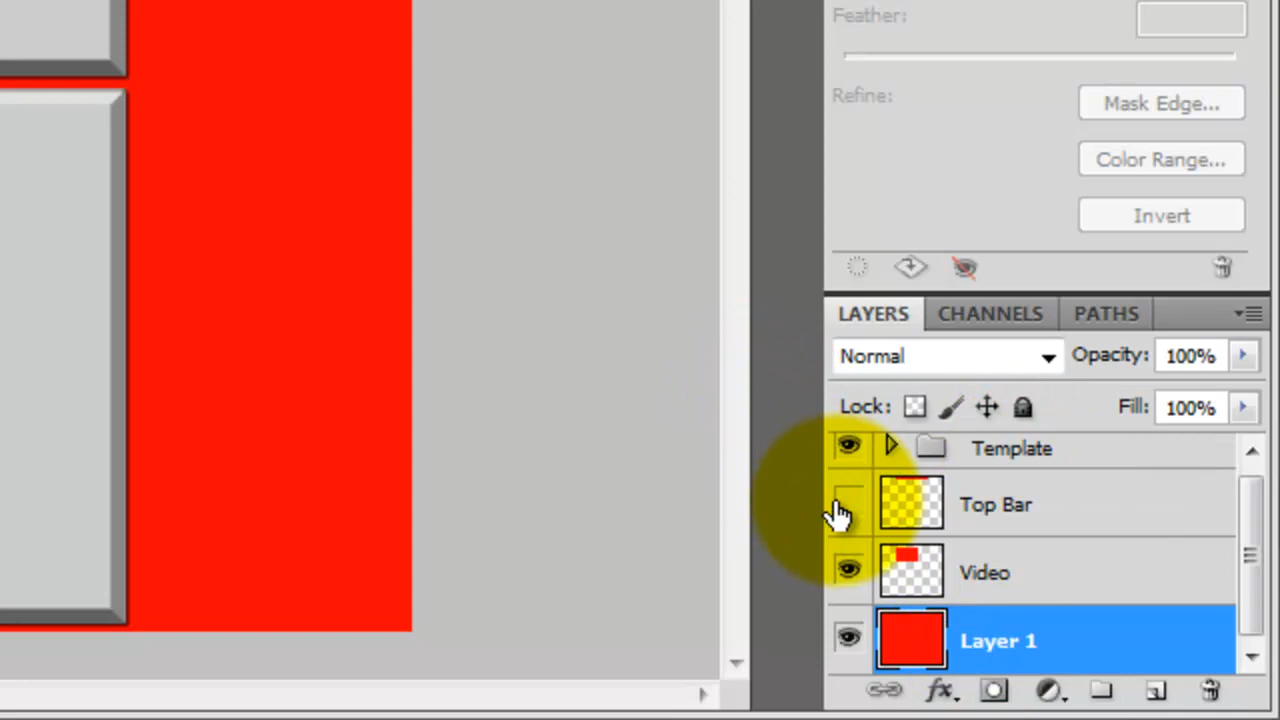 Feather:
Refine:
Mask Edge...
Color Range...
Invert
LAYERS CHANNELS PATHS
Normal Opacity: 100%
Lock: Fill: 100%
Template
Top Bar
Video
Layer 1
fx